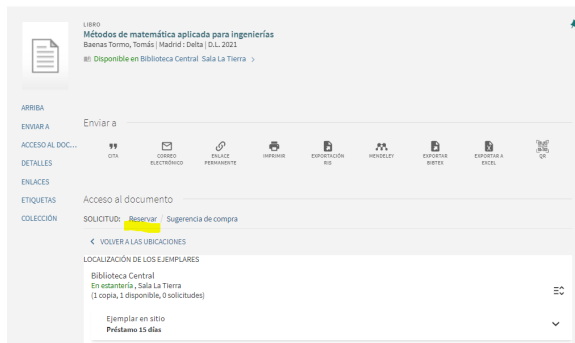 LIBRO
Métodos de matemática aplicada para ingenierías
Baenas Tormo, Tomás | Madrid : Delta | D.L. 2021
Disponible en Biblioteca Central Sala La Tierra >
ARRIBA
ENVIAR A
ACCESO AL DOC...
DETALLES
ENLACES
ETIQUETAS
COLECCIÓN
Enviar a
CITA
CORREO ELECTRÓNICO
ENLACE PERMANENTE
IMPRIMIR
EXPORTACIÓN RIS
MENDELEY
EXPORTAR BIBTEX
EXPORTAR A EXCEL
QR
Acceso al documento
SOLICITUD: Reservar / Sugerencia de compra
< VOLVER A LAS UBICACIONES
LOCALIZACIÓN DE LOS EJEMPLARES
Biblioteca Central
En estantería , Sala La Tierra
(1 copia, 1 disponible, 0 solicitudes)
Ejemplar en sitio
Préstamo 15 días